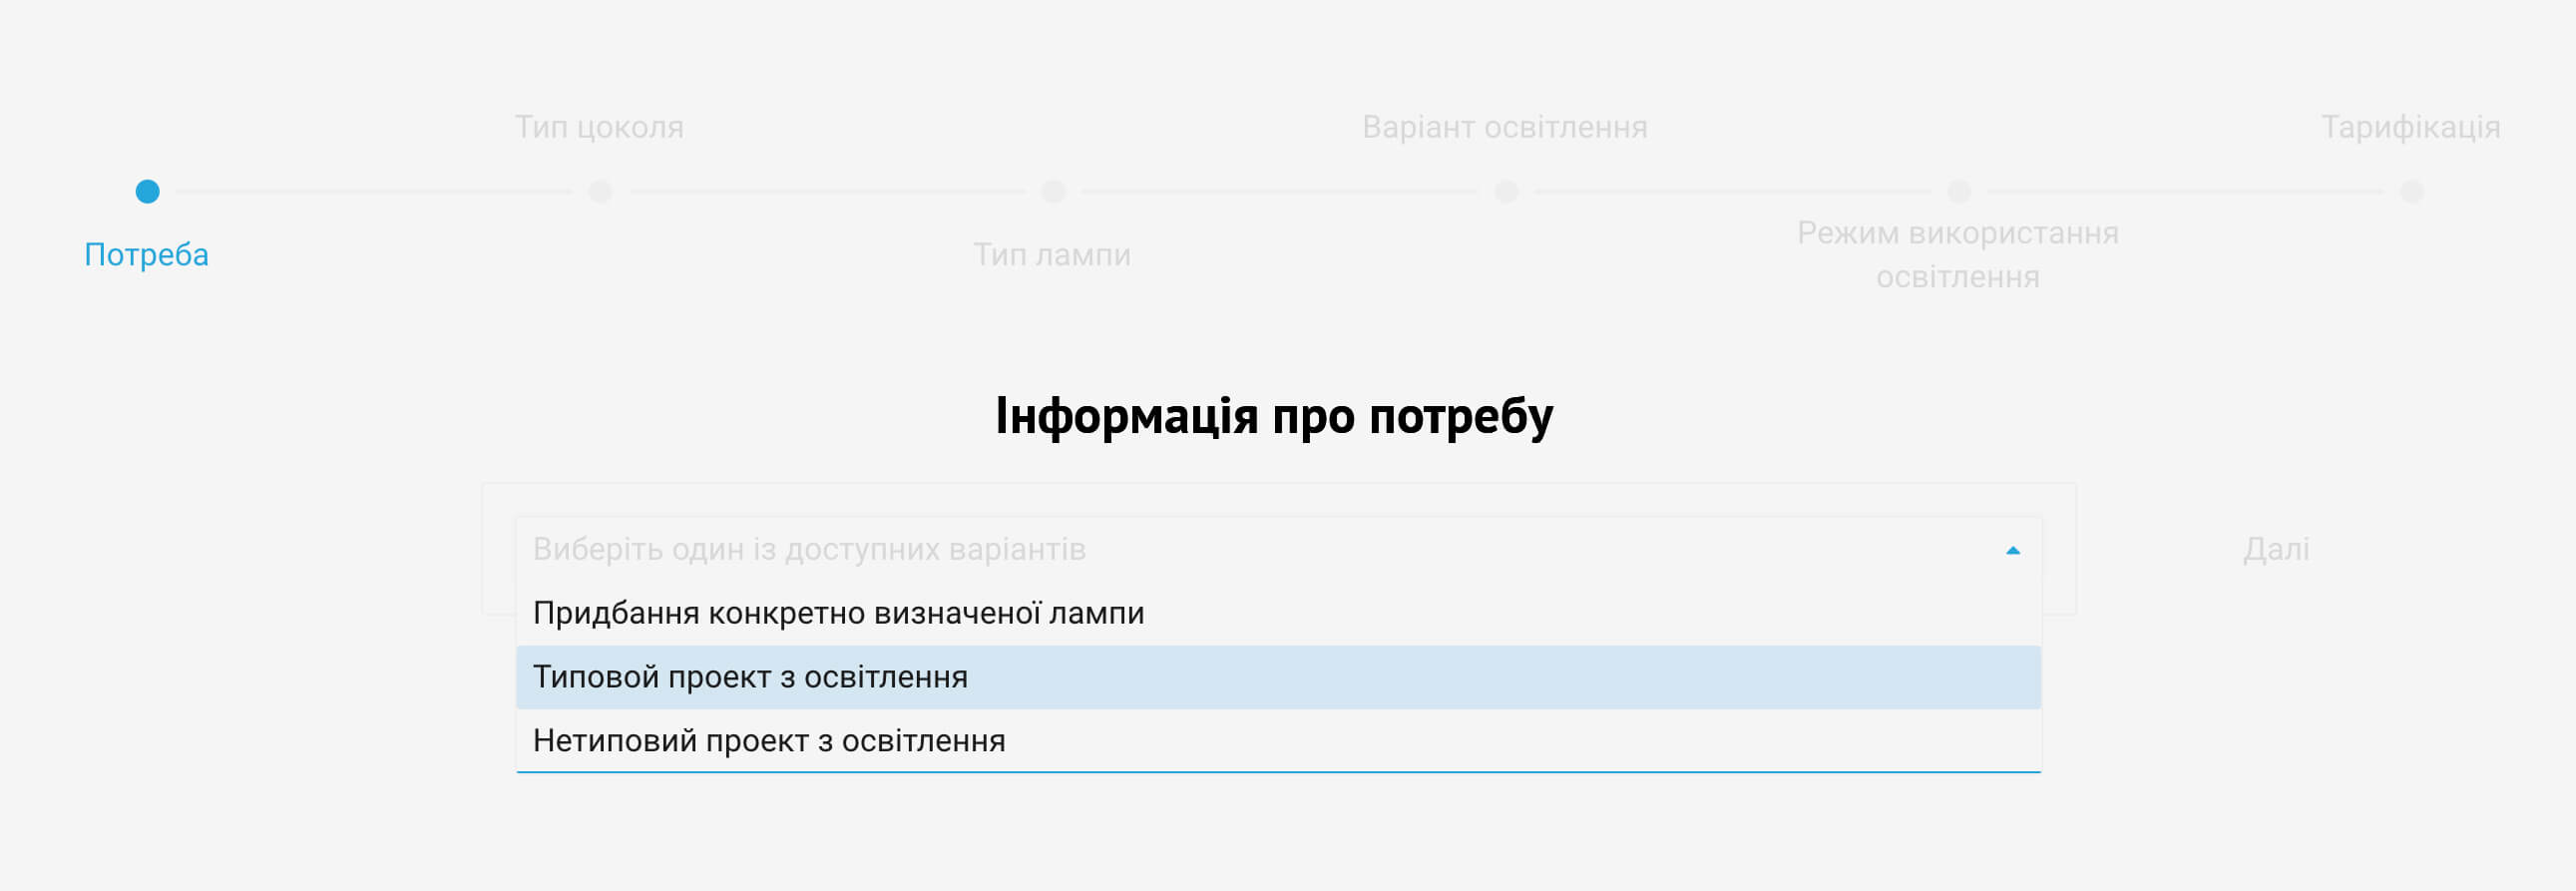 Тип цоколя
Варіант освітлення
Тарифікація
Потреба
Тип лампи
Режим використання
освітлення
Інформація про потребу
Виберіть один із доступних варіантів
Далі
Придбання конкретно визначеної лампи
Типовой проект з освітлення
Нетиповий проект з освітлення